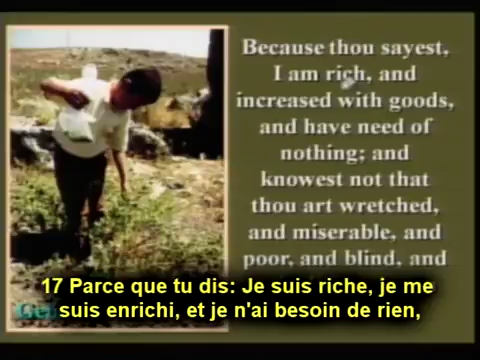 Because thou sayest,
I am rich, and
increased with goods,
and have need of
nothing; and
knowest not that
thou art wretched,
and miserable, and
poor, and blind, and
17 Parce que tu dis: Je suis riche, je me
suis enrichi, et je n'ai besoin de rien,